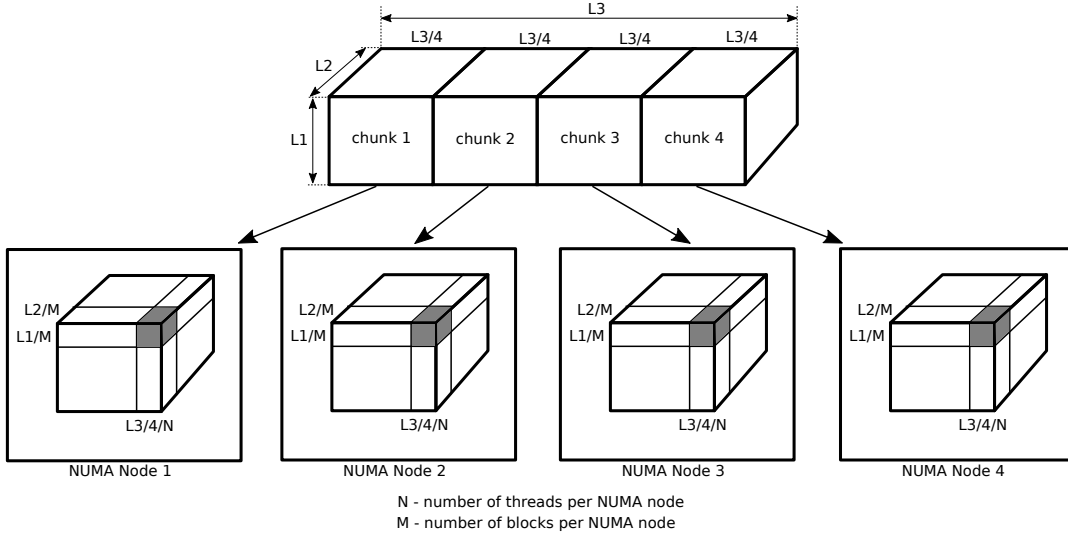 L3
L3/4 L3/4 L3/4 L3/4
L2
L1
chunk 1 chunk 2 chunk 3 chunk 4
L2/M L2/M L2/M L2/M
L1/M L1/M L1/M L1/M
L3/4/N L3/4/N L3/4/N L3/4/N
NUMA Node 1 NUMA Node 2 NUMA Node 3 NUMA Node 4
N - number of threads per NUMA node
M - number of blocks per NUMA node